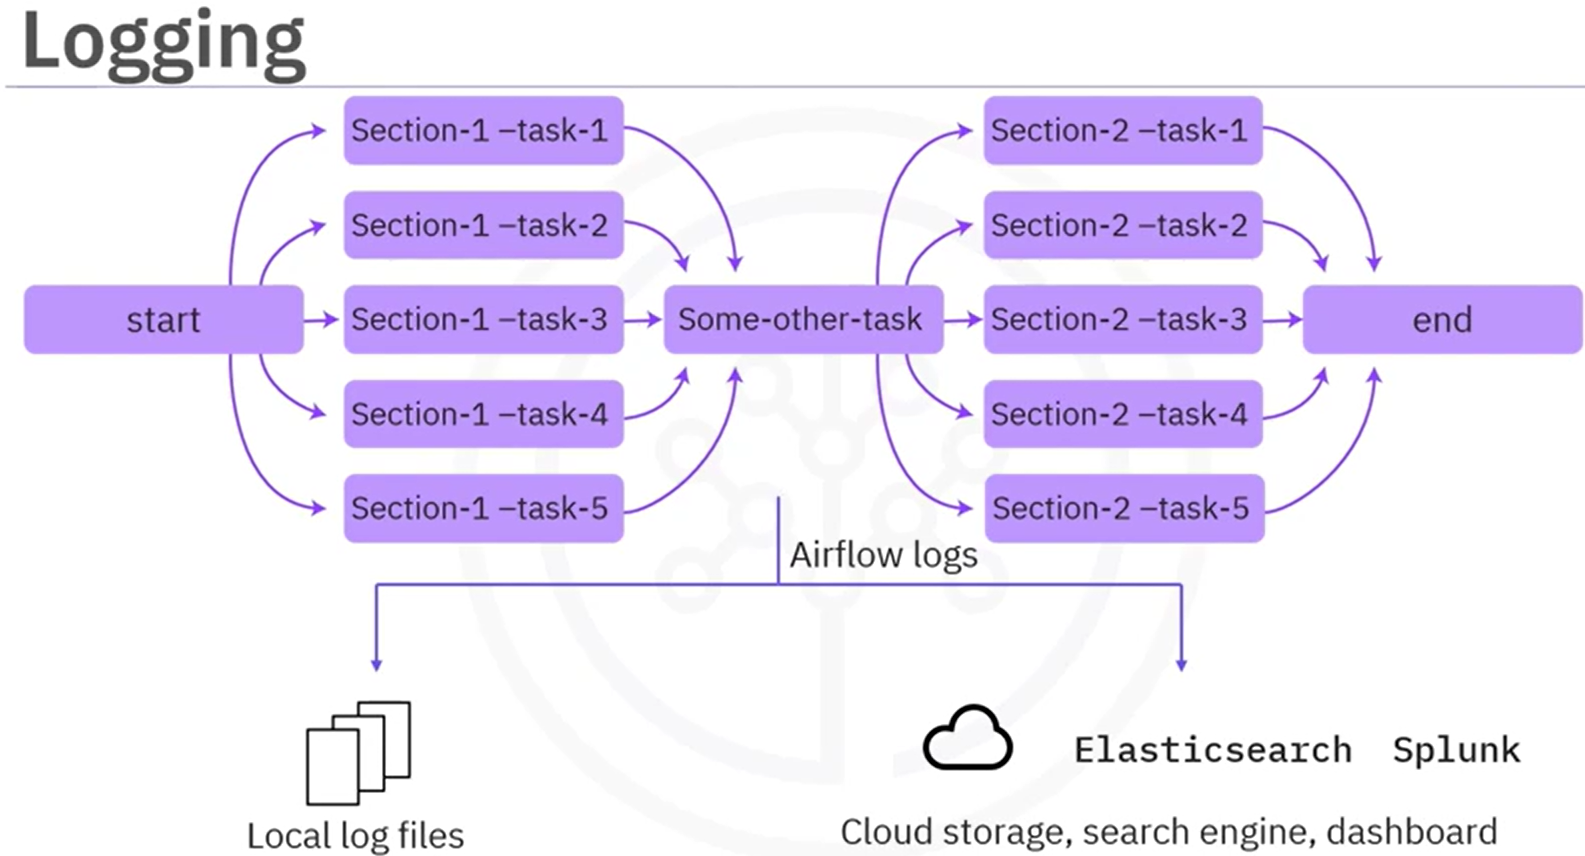 Logging
Section-1 –task-1
Section-2 –task-1
Section-1 –task-2
Section-2 –task-2
start
Section-1 –task-3
Some-other-task
Section-2 –task-3
end
Section-1 –task-4
Section-2 –task-4
Section-1 –task-5
Section-2 –task-5
Airflow logs
Elasticsearch
Splunk
Local log files
Cloud storage, search engine, dashboard